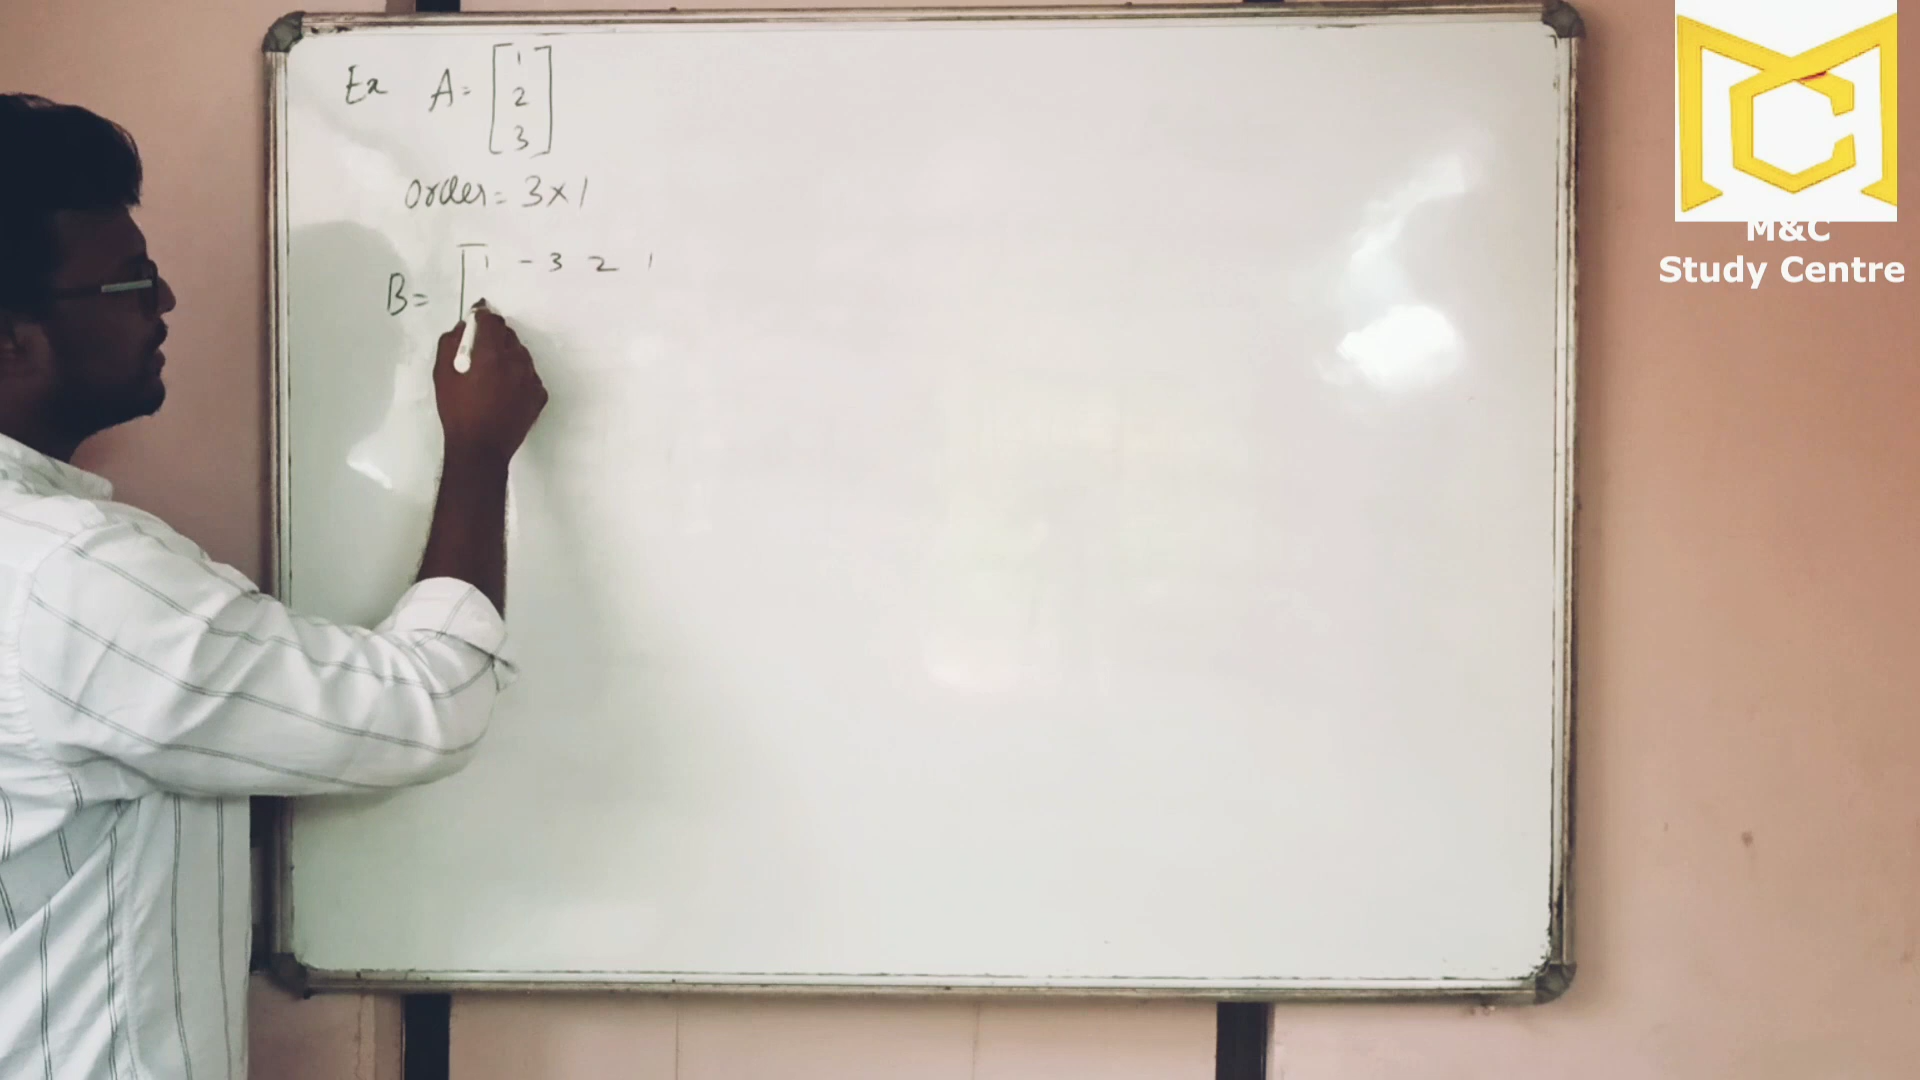 Ex A = [ 1
2
3 ]
Order = 3 x 1
B = [ 1 -3 2 1
M&C
Study Centre